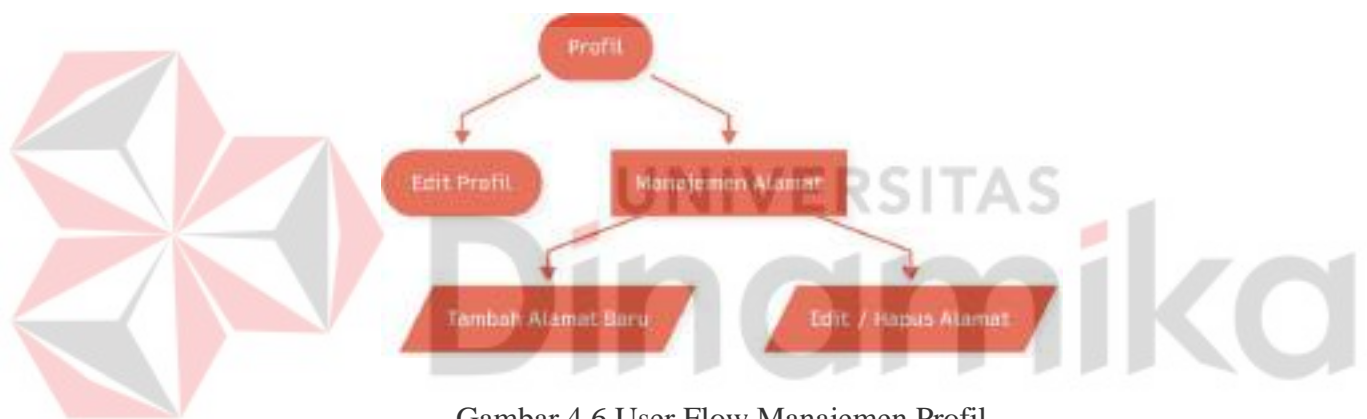 Profil
Edit Profil
Manajemen Alamat
UNIVERSITAS
Dinamika
Tambah Alamat Baru
Edit / Hapus Alamat
Gambar 4.6 User Flow Manajemen Profil